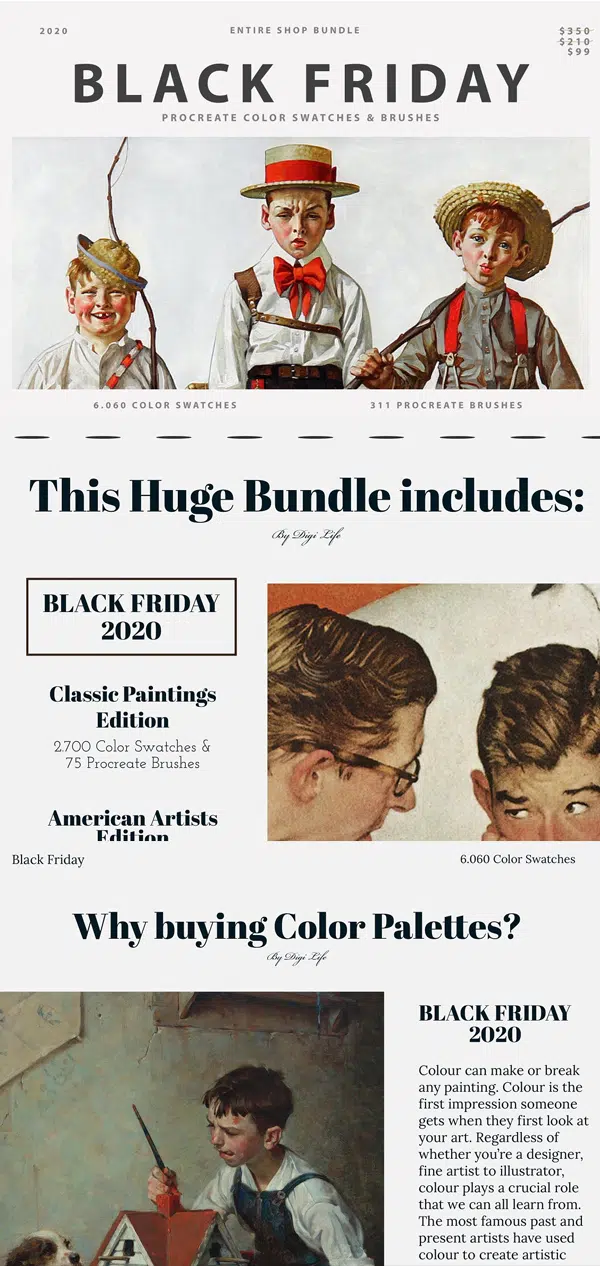 2020
ENTIRE SHOP BUNDLE
$350
$210
$99
BLACK FRIDAY
PROCREATE COLOR SWATCHES & BRUSHES
6.060 COLOR SWATCHES
311 PROCREATE BRUSHES
This Huge Bundle includes:
By Digi Life
BLACK FRIDAY
2020
Classic Paintings
Edition
2.700 Color Swatches &
75 Procreate Brushes
American Artists
Edition
Black Friday
6.060 Color Swatches
Why buying Color Palettes?
By Digi Life
BLACK FRIDAY
2020
Colour can make or break
any painting. Colour is the
first impression someone
gets when they first look at
your art. Regardless of
whether you're a designer,
fine artist to illustrator,
colour plays a crucial role
that we can all learn from.
The most famous past and
present artists have used
colour to create artistic